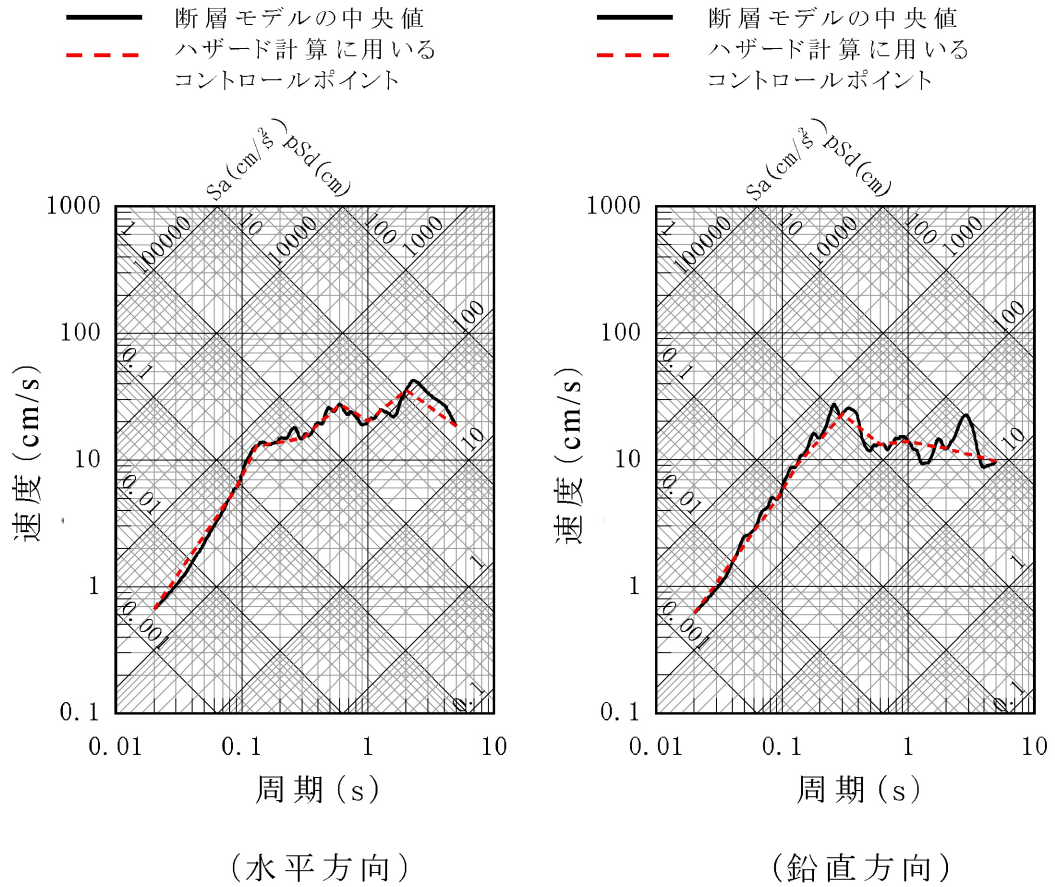 断層モデルの中央値
ハザード計算に用いる
コントロールポイント
Sa(cm/s²)
pSd(cm)
1000
100
10
1
0.1
速度(cm/s)
1
100000
10
10000
100
1000
100
0.1
10
0.01
1
0.001
0.1
0.01
0.1
1
10
周期(s)
(水平方向)
断層モデルの中央値
ハザード計算に用いる
コントロールポイント
Sa(cm/s²)
pSd(cm)
1000
100
10
1
0.1
速度(cm/s)
1
100000
10
10000
100
1000
100
0.1
10
0.01
1
0.001
0.1
0.01
0.1
1
10
周期(s)
(鉛直方向)